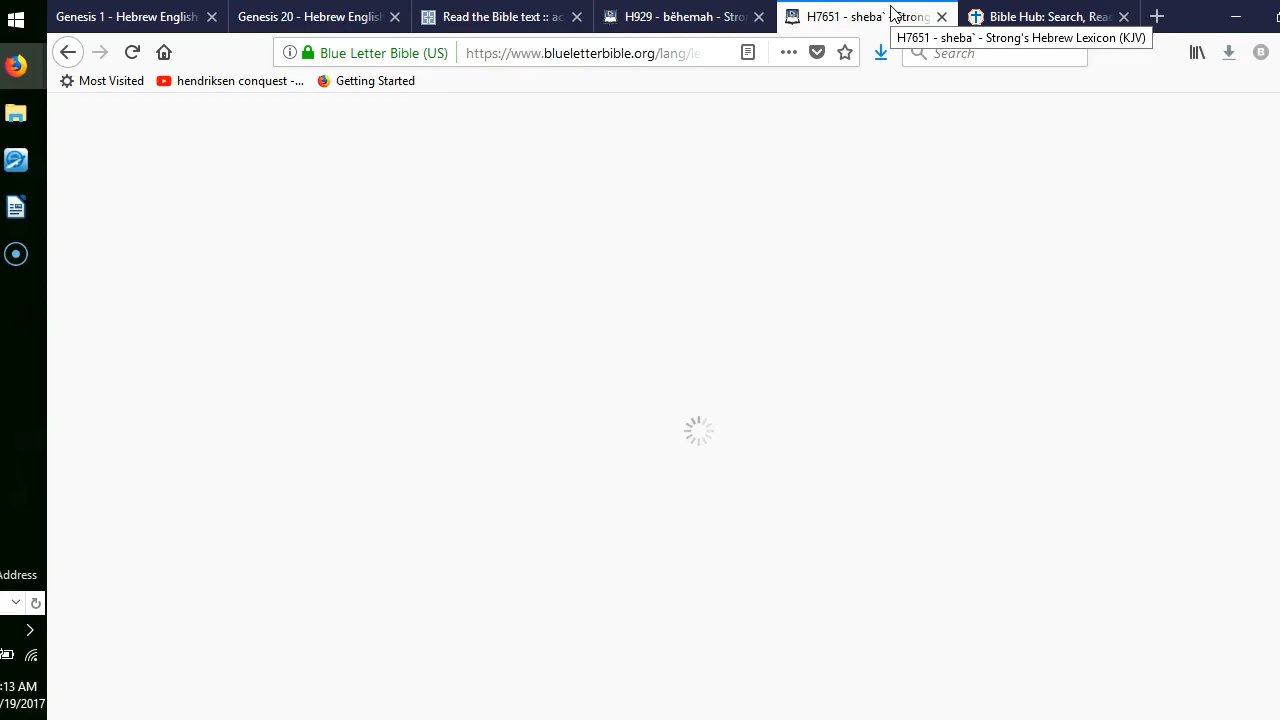 Genesis 1 - Hebrew English
Genesis 20 - Hebrew Englis
Read the Bible text :: ac
H929 - bĕhemah - Stro
H7651 - sheba` - Strong
Bible Hub: Search, Rea
H7651 - sheba` - Strong's Hebrew Lexicon (KJV)
Blue Letter Bible (US)
https://www.blueletterbible.org/lang/le
Search
Most Visited
hendriksen conquest -...
Getting Started
Address
:13 AM
/19/2017